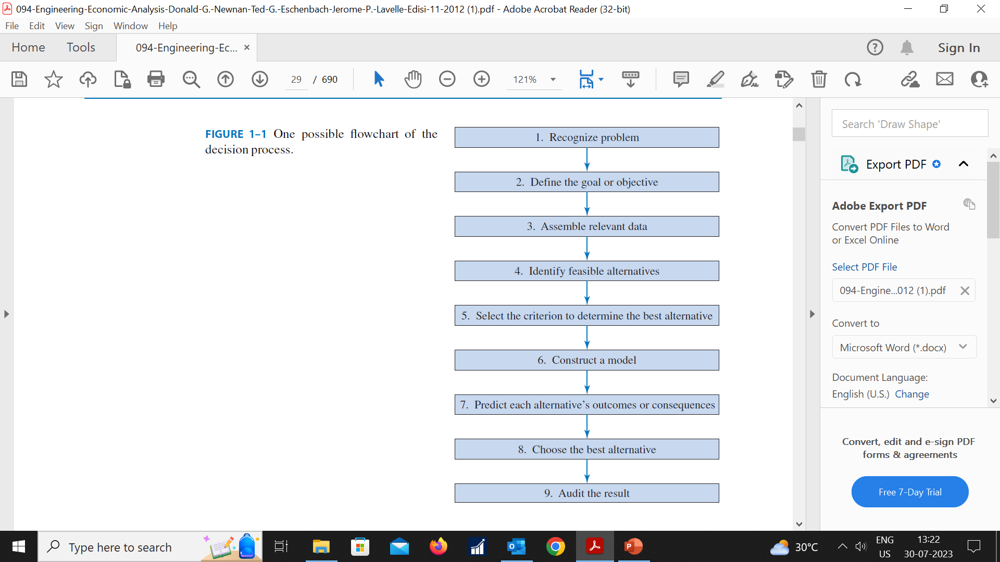 094-Engineering-Economic-Analysis-Donald-G.-Newnan-Ted-G.-Eschenbach-Jerome-P.-Lavelle-Edisi-11-2012 (1).pdf - Adobe Acrobat Reader (32-bit)
File Edit View Sign Window Help
Home Tools 094-Engineering-Ec... × Sign In
29 / 690 121%
FIGURE 1–1 One possible flowchart of the
decision process.
1. Recognize problem
2. Define the goal or objective
3. Assemble relevant data
4. Identify feasible alternatives
5. Select the criterion to determine the best alternative
6. Construct a model
7. Predict each alternative’s outcomes or consequences
8. Choose the best alternative
9. Audit the result
Search 'Draw Shape'
Export PDF
Adobe Export PDF
Convert PDF Files to Word
or Excel Online
Select PDF File
094-Engine...012 (1).pdf
Convert to
Microsoft Word (*.docx)
Document Language:
English (U.S.) Change
Convert, edit and e-sign PDF
forms & agreements
Free 7-Day Trial
Type here to search
30°C
ENG
US
13:22
30-07-2023